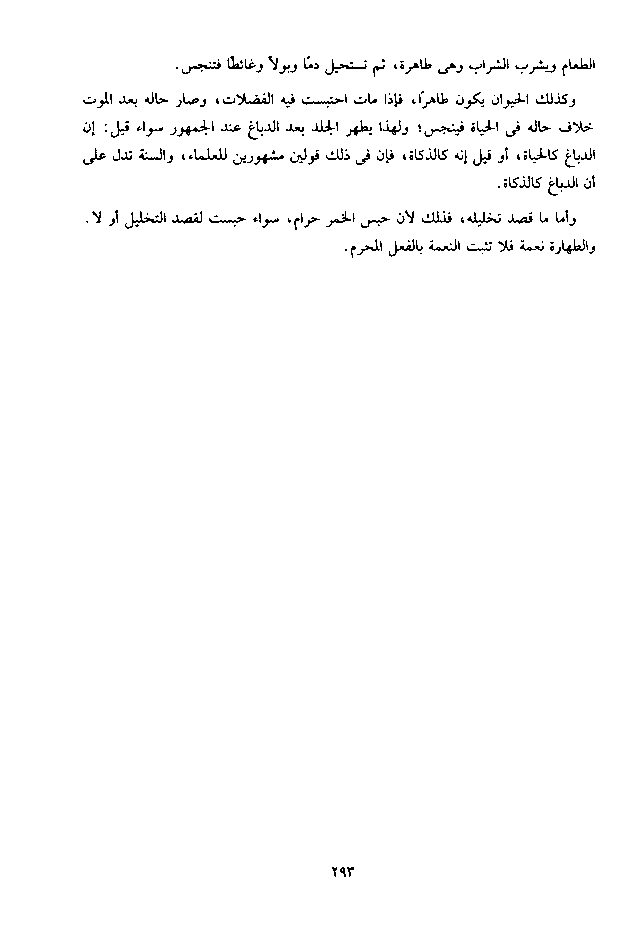 الطعام ويشرب الشراب وهى طاهرة، ثم تستحيل دمًا وبولاً وغائطًا فتنجس.
وكذلك الحيوان يكون طاهرًا، فإذا مات احتبست فيه الفضلات، وصار حاله بعد الموت
خلاف حاله فى الحياة فينجس؛ ولهذا يطهر الجلد بعد الدباغ عند الجمهور سواء قيل: إن
الدباغ كالحياة، أو قيل إنه كالذكاة، فإن فى ذلك قولين مشهورين للعلماء، والسنة تدل على
أن الدباغ كالذكاة.
وأما ما قصد تخليله، فذلك لأن حبس الخمر حرام، سواء حبست لقصد التخليل أو لا.
والطهارة نعمة فلا تثبت النعمة بالفعل المحرم.
٢٩٣